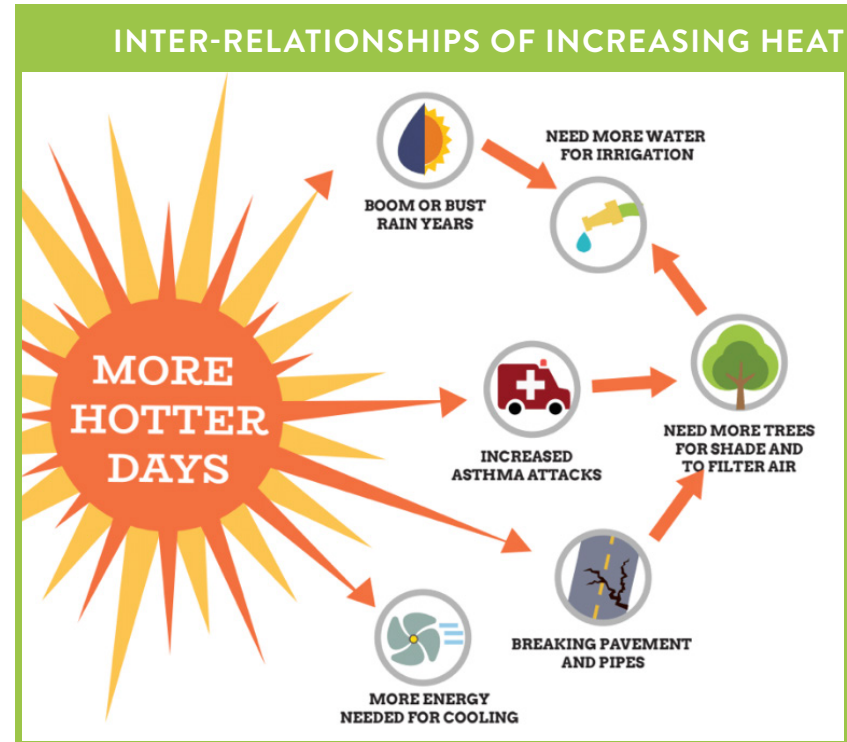 INTER-RELATIONSHIPS OF INCREASING HEAT
MORE
HOTTER
DAYS
BOOM OR BUST
RAIN YEARS
NEED MORE WATER
FOR IRRIGATION
INCREASED
ASTHMA ATTACKS
NEED MORE TREES
FOR SHADE AND
TO FILTER AIR
BREAKING PAVEMENT
AND PIPES
MORE ENERGY
NEEDED FOR COOLING